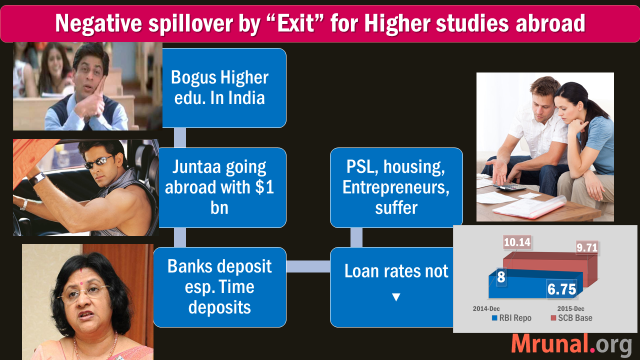 Negative spillover by “Exit” for Higher studies abroad
Bogus Higher
edu. In India
Juntaa going
abroad with $1
bn
Banks deposit
esp. Time
deposits
PSL, housing,
Entrepreneurs,
suffer
Loan rates not
▼
10.14
9.71
8
6.75
2014-Dec
2015-Dec
RBI Repo
SCB Base
Mrunal.org